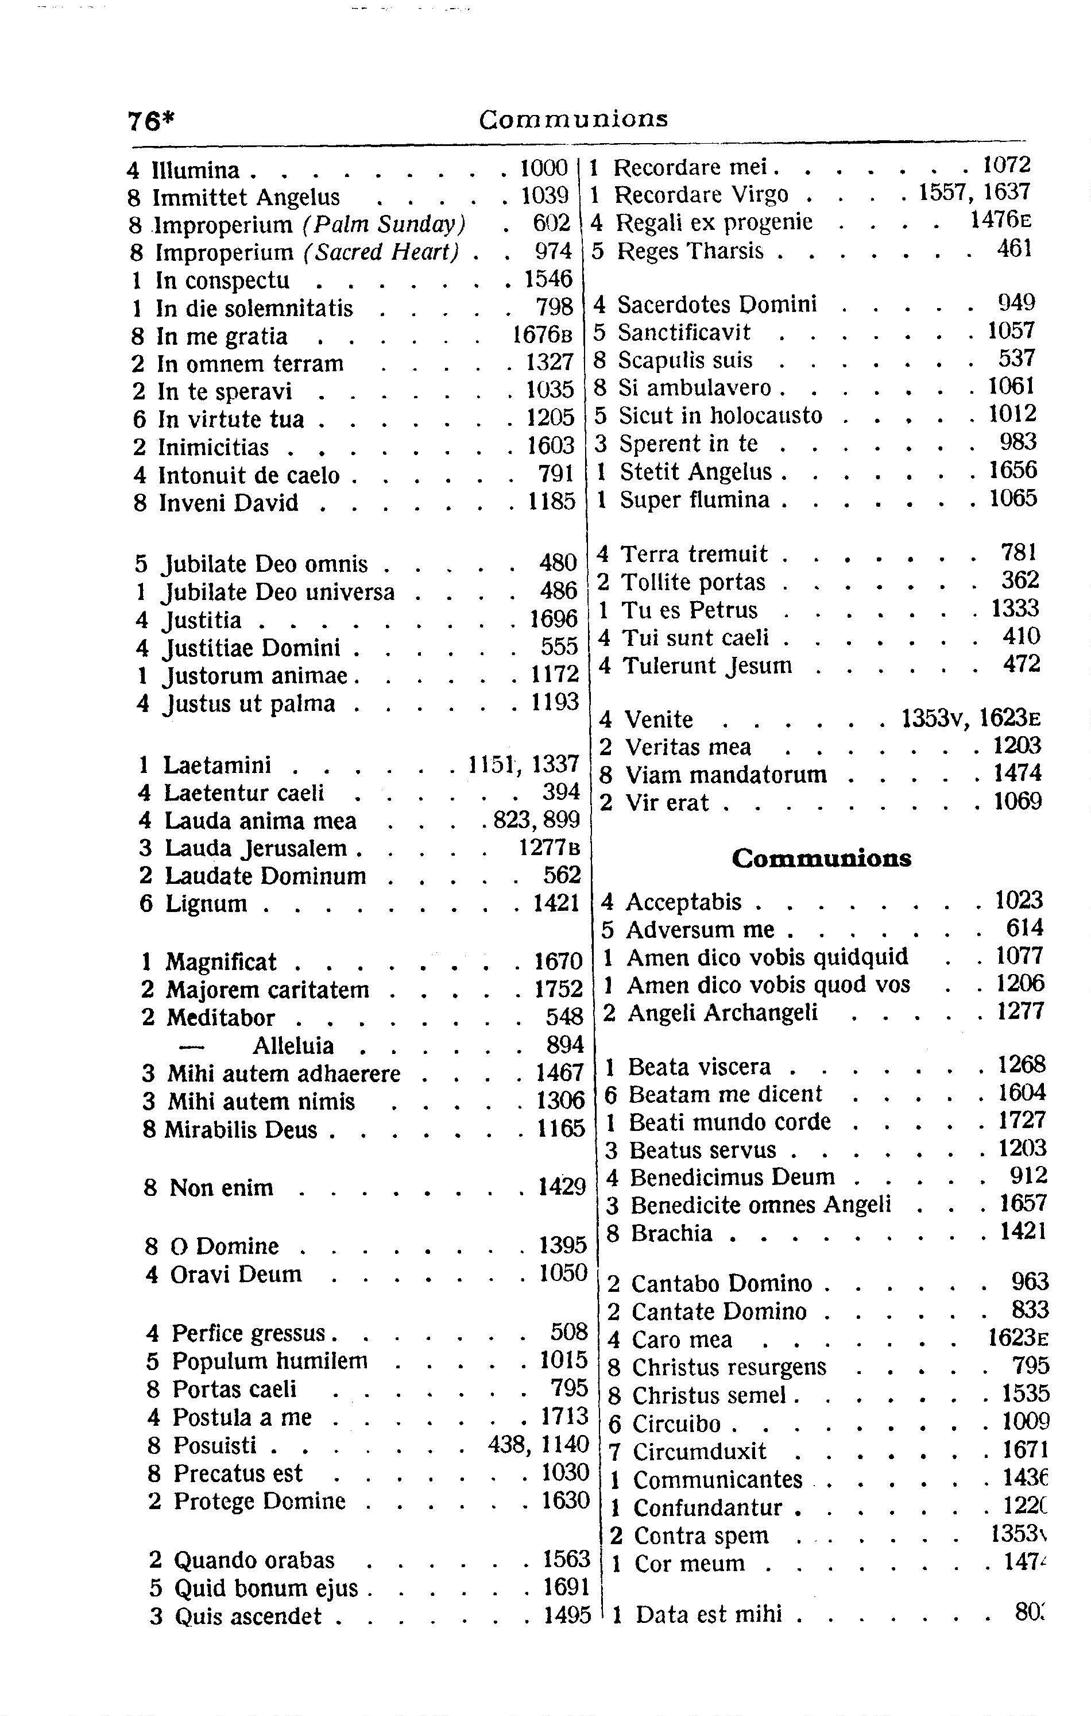 76*
Communions
4 Illumina . . . . . . . . . 1000
8 Immittet Angelus . . . . . 1039
8 Improperium (Palm Sunday) . 602
8 Improperium (Sacred Heart) . . 974
1 In conspectu . . . . . . . 1546
1 In die solemnitatis . . . . . 798
8 In me gratia . . . . . . 1676B
2 In omnem terram . . . . . 1327
2 In te speravi . . . . . . . 1035
6 In virtute tua . . . . . . . 1205
2 Inimicitias . . . . . . . . 1603
4 Intonuit de caelo . . . . . . 791
8 Inveni David . . . . . . . 1185
5 Jubilate Deo omnis . . . . . 480
1 Jubilate Deo universa . . . . 486
4 Justitia . . . . . . . . . 1696
4 Justitiae Domini . . . . . . 555
1 Justorum animae . . . . . . 1172
4 Justus ut palma . . . . . . 1193
1 Laetamini . . . . . . 1151, 1337
4 Laetentur caeli . . . . . . 394
4 Lauda anima mea . . . . 823, 899
3 Lauda Jerusalem . . . . . 1277B
2 Laudate Dominum . . . . . 562
6 Lignum . . . . . . . . . 1421
1 Magnificat . . . . . . . . 1670
2 Majorem caritatem . . . . . 1752
2 Meditabor . . . . . . . . 548
— Alleluia . . . . . . 894
3 Mihi autem adhaerere . . . . 1467
3 Mihi autem nimis . . . . . 1306
8 Mirabilis Deus . . . . . . . 1165
8 Non enim . . . . . . . . 1429
8 O Domine . . . . . . . . 1395
4 Oravi Deum . . . . . . . 1050
4 Perfice gressus . . . . . . . 508
5 Populum humilem . . . . . 1015
8 Portas caeli . . . . . . . 795
4 Postula a me . . . . . . . 1713
8 Posuisti . . . . . . . 438, 1140
8 Precatus est . . . . . . . 1030
2 Protege Domine . . . . . . 1630
2 Quando orabas . . . . . . 1563
5 Quid bonum ejus . . . . . . 1691
3 Quis ascendet . . . . . . . 1495
1 Recordare mei . . . . . . . 1072
1 Recordare Virgo . . . . 1557, 1637
4 Regali ex progenie . . . . 1476E
5 Reges Tharsis . . . . . . . 461
4 Sacerdotes Domini . . . . . 949
5 Sanctificavit . . . . . . . 1057
8 Scapulis suis . . . . . . . 537
8 Si ambulavero . . . . . . . 1061
5 Sicut in holocausto . . . . . 1012
3 Sperent in te . . . . . . . 983
1 Stetit Angelus . . . . . . . 1656
1 Super flumina . . . . . . . 1065
4 Terra tremuit . . . . . . . 781
2 Tollite portas . . . . . . . 362
1 Tu es Petrus . . . . . . . 1333
4 Tui sunt caeli . . . . . . . 410
4 Tulerunt Jesum . . . . . . 472
4 Venite . . . . . . 1353V, 1623E
2 Veritas mea . . . . . . . 1203
8 Viam mandatorum . . . . . 1474
2 Vir erat . . . . . . . . . 1069
Communions
4 Acceptabis . . . . . . . . 1023
5 Adversum me . . . . . . . 614
1 Amen dico vobis quidquid . . 1077
1 Amen dico vobis quod vos . . 1206
2 Angeli Archangeli . . . . . 1277
1 Beata viscera . . . . . . . 1268
6 Beatam me dicent . . . . . 1604
1 Beati mundo corde . . . . . 1727
3 Beatus servus . . . . . . . 1203
4 Benedicimus Deum . . . . . 912
3 Benedicite omnes Angeli . . . 1657
8 Brachia . . . . . . . . . 1421
2 Cantabo Domino . . . . . . 963
2 Cantate Domino . . . . . . 833
4 Caro mea . . . . . . . 1623E
8 Christus resurgens . . . . . 795
8 Christus semel . . . . . . . 1535
6 Circuibo . . . . . . . . . 1009
7 Circumduxit . . . . . . . 1671
1 Communicantes . . . . . . 1436
1 Confundantur . . . . . . . 1220
2 Contra spem . . . . . . 1353V
1 Cor meum . . . . . . . . 1474
1 Data est mihi . . . . . . .